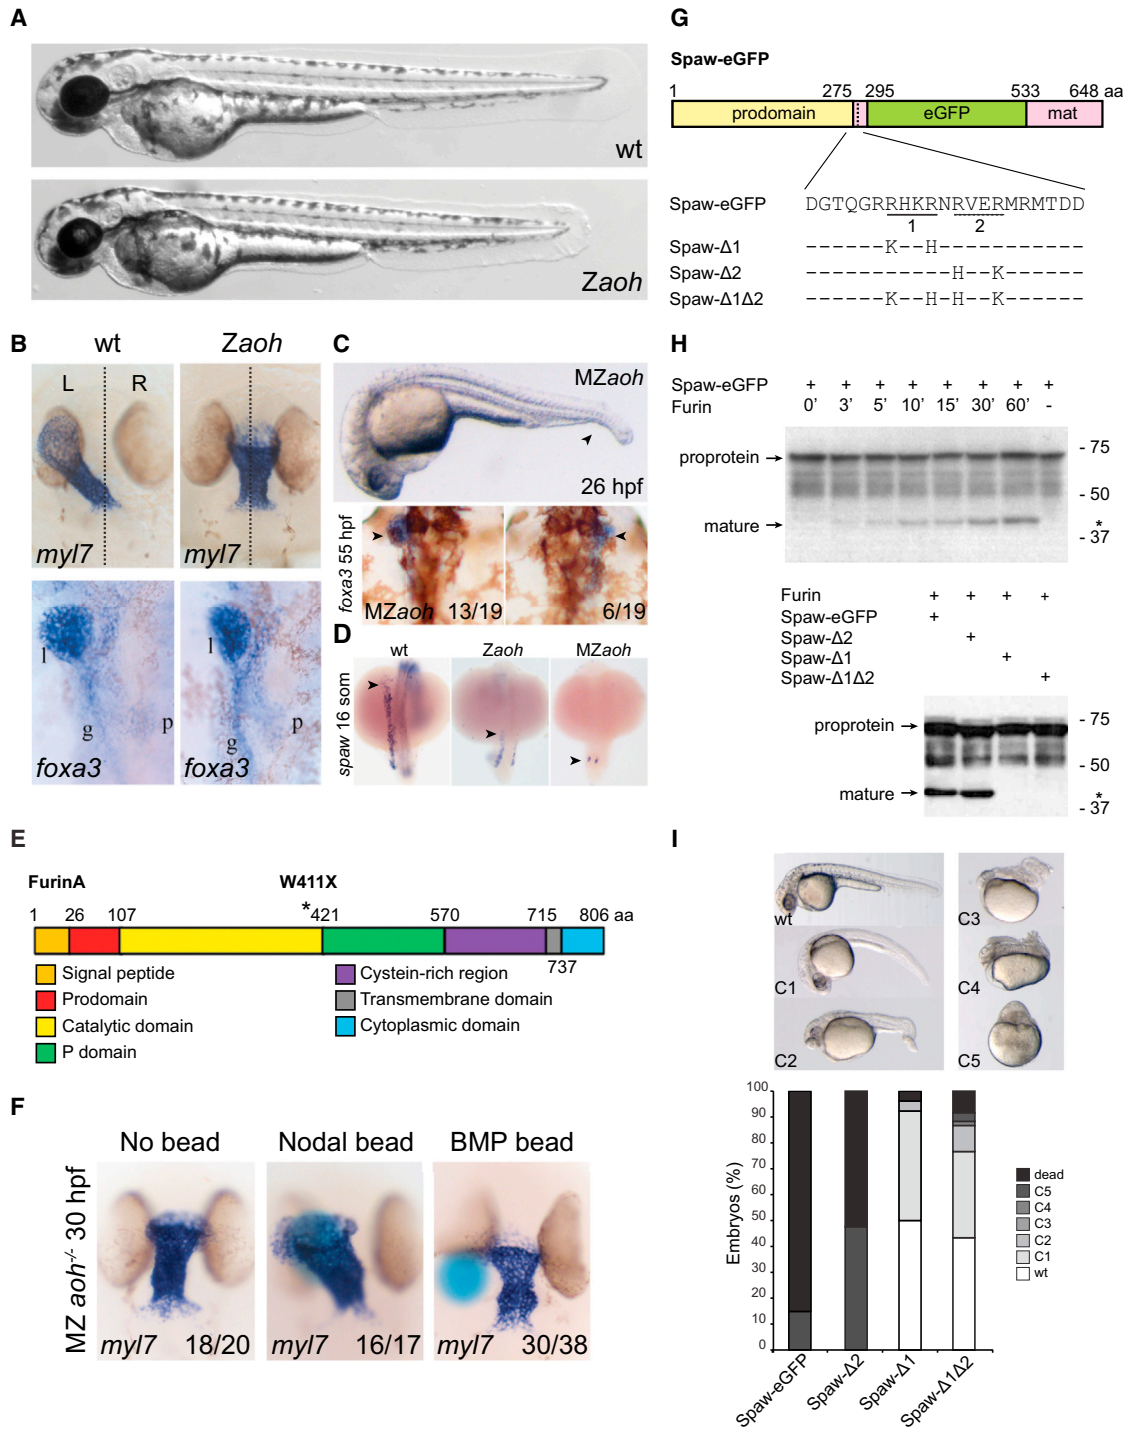 A
wt
Zaoh
B
wt
Zaoh
L
R
myl7
myl7
l
g
p
foxa3
l
g
p
foxa3
C
MZaoh
26 hpf
foxa3 55 hpf
MZaoh 13/19
6/19
D
wt
Zaoh
MZaoh
spaw 16 som
E
FurinA
W411X
*
1 26 107 421 570 715 806 aa
737
Signal peptide
Prodomain
Catalytic domain
P domain
Cystein-rich region
Transmembrane domain
Cytoplasmic domain
F
No bead
Nodal bead
BMP bead
MZ aoh-/- 30 hpf
myl7 18/20
myl7 16/17
myl7 30/38
G
Spaw-eGFP
1 275 295 533 648 aa
prodomain
eGFP
mat
Spaw-eGFP DGTQGRRHKRNRVERMRMTDD
1 2
Spaw-Δ1 ------K--H-----------
Spaw-Δ2 -----------H--K------
Spaw-Δ1Δ2 ------K--H-H--K------
H
Spaw-eGFP + + + + + + + +
Furin 0' 3' 5' 10' 15' 30' 60' -
proprotein
mature
- 75
- 50
*
- 37
Furin + + + +
Spaw-eGFP +
Spaw-Δ2 +
Spaw-Δ1 +
Spaw-Δ1Δ2 +
proprotein
mature
- 75
- 50
*
- 37
I
wt
C1
C2
C3
C4
C5
Embryos (%)
100
90
80
70
60
50
40
30
20
10
0
Spaw-eGFP
Spaw-Δ2
Spaw-Δ1
Spaw-Δ1Δ2
dead
C5
C4
C3
C2
C1
wt